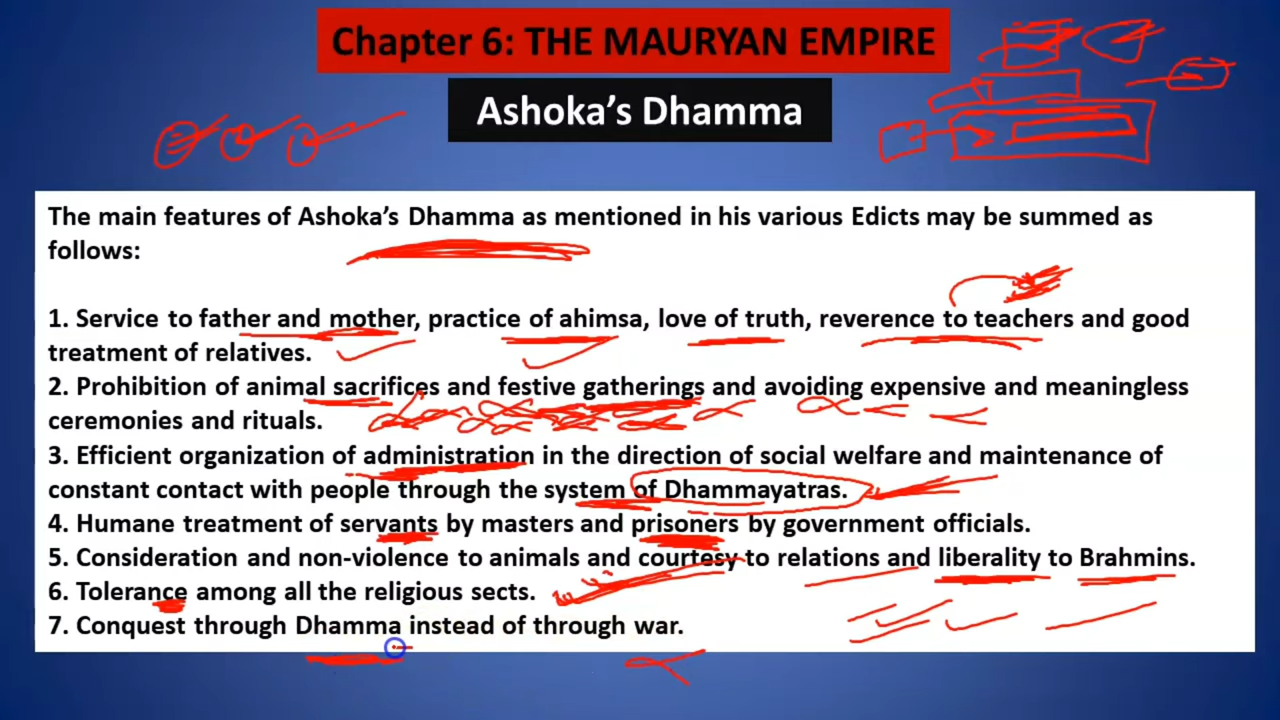 Chapter 6: THE MAURYAN EMPIRE
Ashoka’s Dhamma
The main features of Ashoka’s Dhamma as mentioned in his various Edicts may be summed as
follows:
1. Service to father and mother, practice of ahimsa, love of truth, reverence to teachers and good
treatment of relatives.
2. Prohibition of animal sacrifices and festive gatherings and avoiding expensive and meaningless
ceremonies and rituals.
3. Efficient organization of administration in the direction of social welfare and maintenance of
constant contact with people through the system of Dhammayatras.
4. Humane treatment of servants by masters and prisoners by government officials.
5. Consideration and non-violence to animals and courtesy to relations and liberality to Brahmins.
6. Tolerance among all the religious sects.
7. Conquest through Dhamma instead of through war.